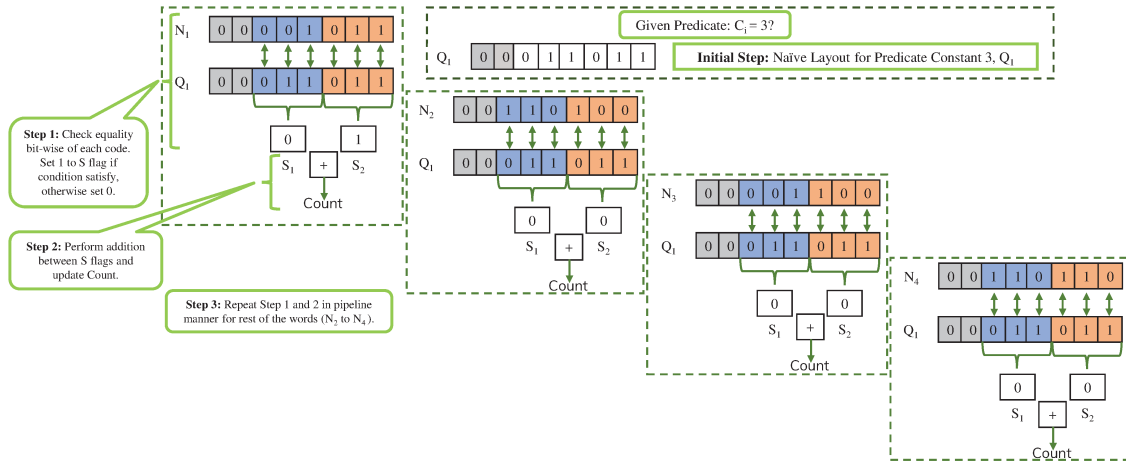 N1 0 0 0 0 1 0 1 1
Q1 0 0 0 1 1 0 1 1
0 1
S1 + S2
Count
Given Predicate: Ci = 3?
Q1 0 0 0 1 1 0 1 1
Initial Step: Naïve Layout for Predicate Constant 3, Q1
Step 1: Check equality
bit-wise of each code.
Set 1 to S flag if
condition satisfy,
otherwise set 0.
Step 2: Perform addition
between S flags and
update Count.
Step 3: Repeat Step 1 and 2 in pipeline
manner for rest of the words (N2 to N4).
N2 0 0 1 1 0 1 0 0
Q1 0 0 0 1 1 0 1 1
0 0
S1 + S2
Count
N3 0 0 0 0 1 1 0 0
Q1 0 0 0 1 1 0 1 1
0 0
S1 + S2
Count
N4 0 0 1 1 0 1 1 0
Q1 0 0 0 1 1 0 1 1
0 0
S1 + S2
Count